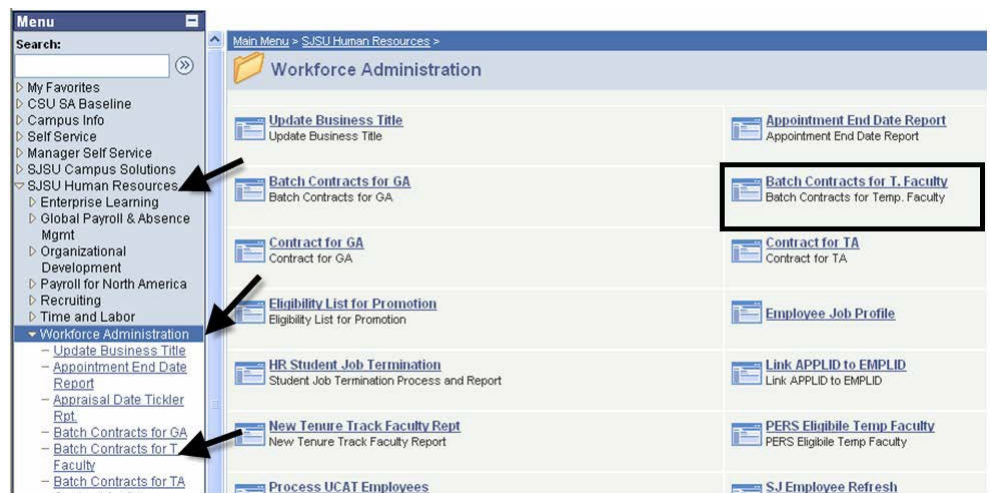 Menu
Search:
My Favorites
CSU SA Baseline
Campus Info
Self Service
Manager Self Service
SJSU Campus Solutions
SJSU Human Resources
Enterprise Learning
Global Payroll & Absence
Mgmt
Organizational
Development
Payroll for North America
Recruiting
Time and Labor
Workforce Administration
– Update Business Title
– Appointment End Date
Report
– Appraisal Date Tickler
Rpt.
– Batch Contracts for GA
– Batch Contracts for T
Faculty
– Batch Contracts for TA
Main Menu > SJSU Human Resources >
Workforce Administration
Update Business Title
Update Business Title
Appointment End Date Report
Appointment End Date Report
Batch Contracts for GA
Batch Contracts for GA
Batch Contracts for T. Faculty
Batch Contracts for Temp. Faculty
Contract for GA
Contract for GA
Contract for TA
Contract for TA
Eligibility List for Promotion
Eligibility List for Promotion
Employee Job Profile
HR Student Job Termination
Student Job Termination Process and Report
Link APPLID to EMPLID
Link APPLID to EMPLID
New Tenure Track Faculty Rept
New Tenure Track Faculty Report
PERS Eligibile Temp Faculty
PERS Eligibile Temp Faculty
Process UCAT Employees
SJ Employee Refresh